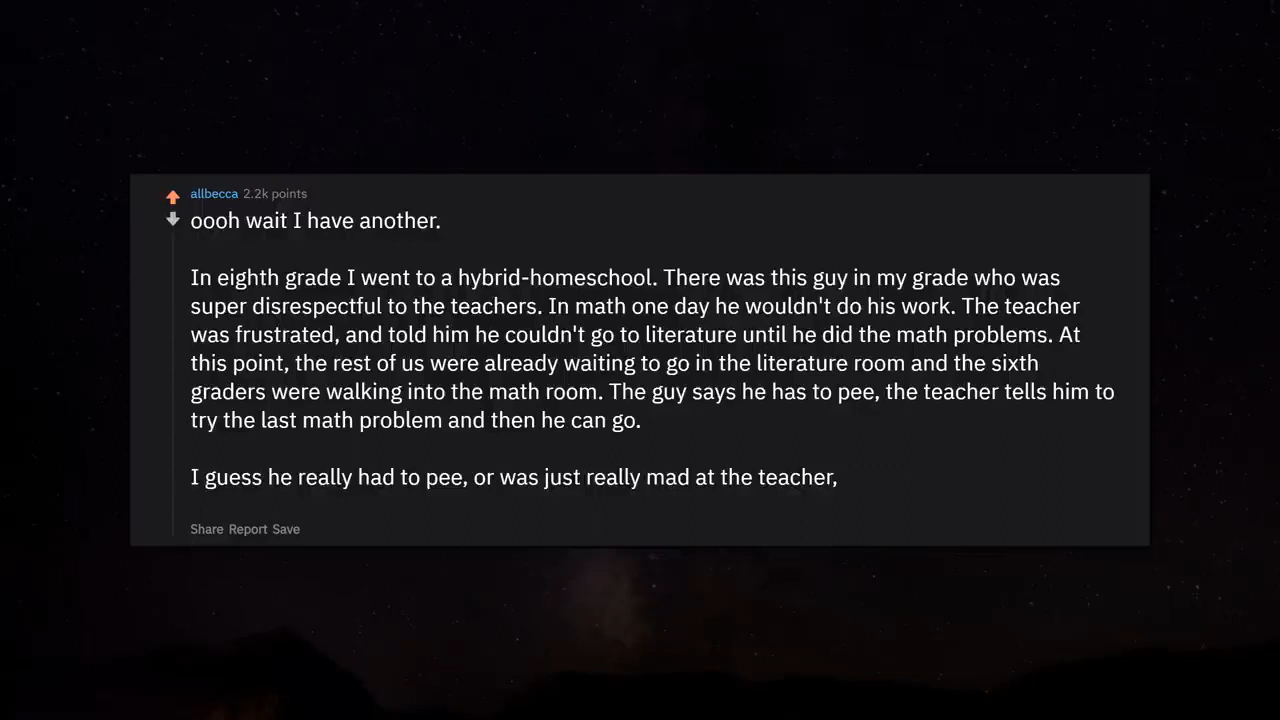 allbecca 2.2k points
oooh wait I have another.
In eighth grade I went to a hybrid-homeschool. There was this guy in my grade who was
super disrespectful to the teachers. In math one day he wouldn't do his work. The teacher
was frustrated, and told him he couldn't go to literature until he did the math problems. At
this point, the rest of us were already waiting to go in the literature room and the sixth
graders were walking into the math room. The guy says he has to pee, the teacher tells him to
try the last math problem and then he can go.
I guess he really had to pee, or was just really mad at the teacher,
Share Report Save